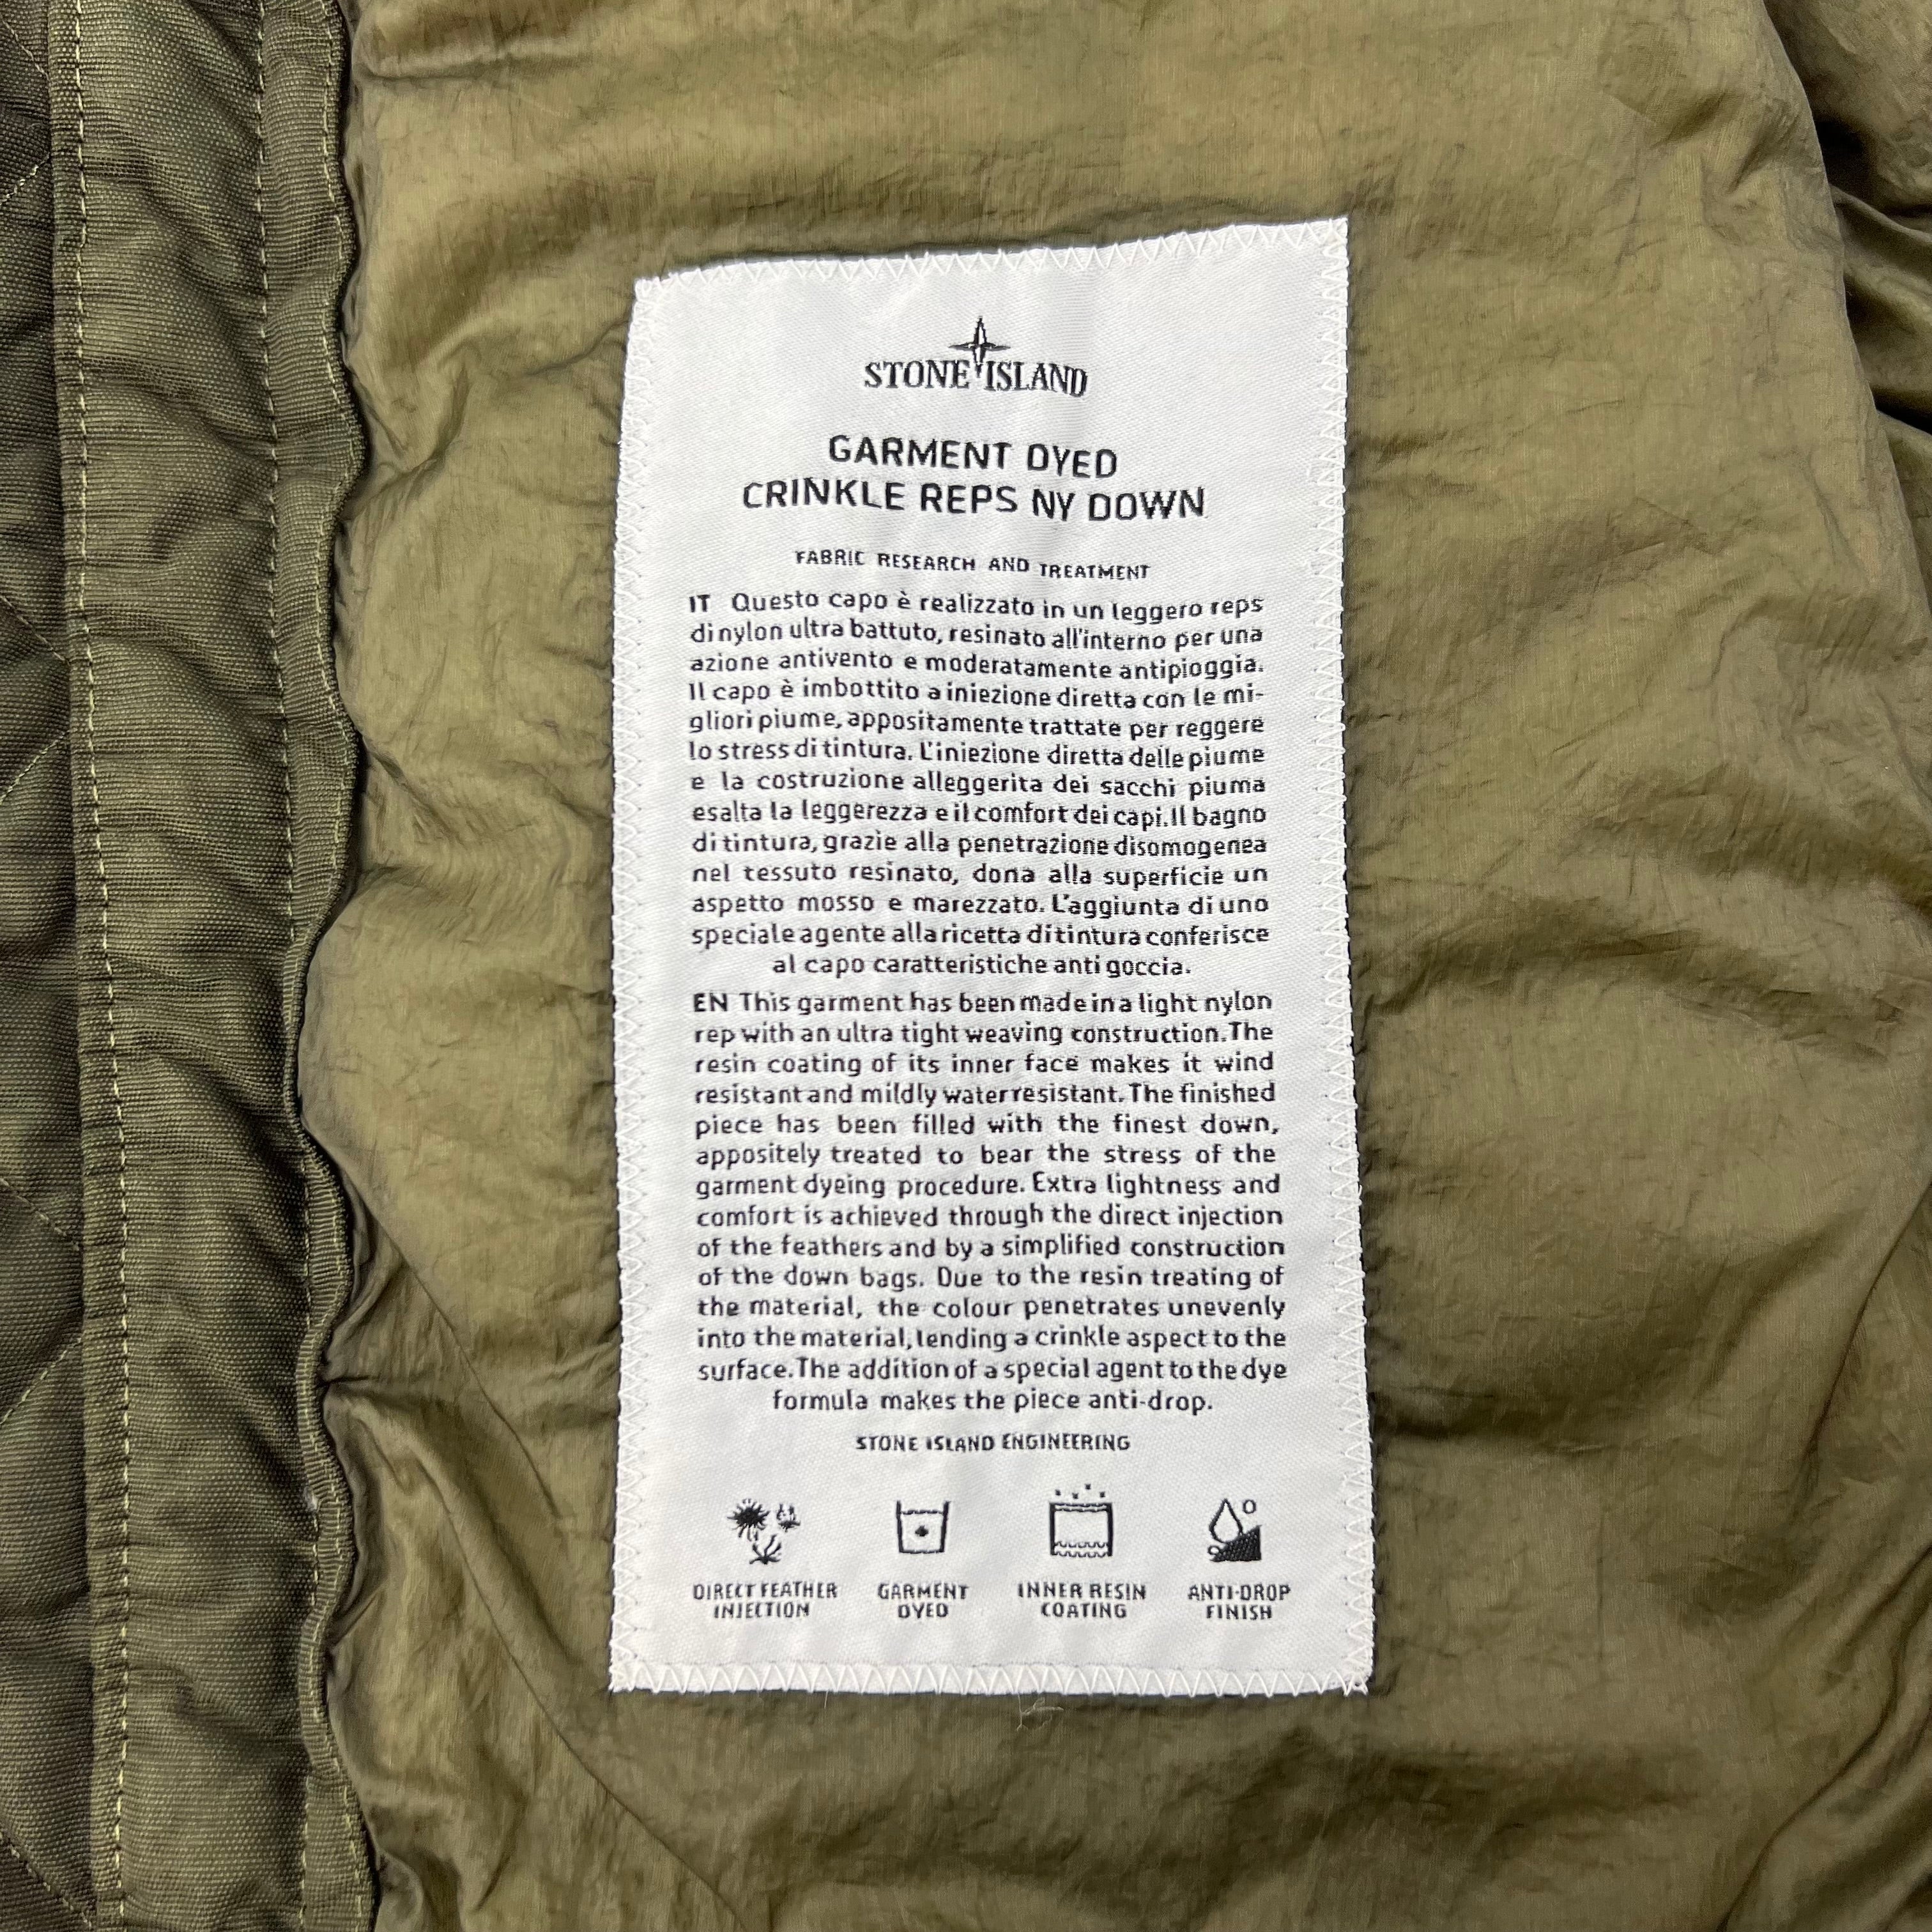 STONE ISLAND
GARMENT DYED
CRINKLE REPS NY DOWN
FABRIC RESEARCH AND TREATMENT
IT Questo capo è realizzato in un leggero reps
di nylon ultra battuto, resinato all'interno per una
azione antivento e moderatamente antipioggia.
Il capo è imbottito a iniezione diretta con le mi-
gliori piume, appositamente trattate per reggere
lo stress di tintura. L'iniezione diretta delle piume
e la costruzione alleggerita dei sacchi piuma
esalta la leggerezza e il comfort dei capi. Il bagno
di tintura, grazie alla penetrazione disomogenea
nel tessuto resinato, dona alla superficie un
aspetto mosso e marezzato. L'aggiunta di uno
speciale agente alla ricetta di tintura conferisce
al capo caratteristiche anti goccia.
EN This garment has been made in a light nylon
rep with an ultra tight weaving construction. The
resin coating of its inner face makes it wind
resistant and mildly water resistant. The finished
piece has been filled with the finest down,
appositely treated to bear the stress of the
garment dyeing procedure. Extra lightness and
comfort is achieved through the direct injection
of the feathers and by a simplified construction
of the down bags. Due to the resin treating of
the material, the colour penetrates unevenly
into the material, lending a crinkle aspect to the
surface. The addition of a special agent to the dye
formula makes the piece anti-drop.
STONE ISLAND ENGINEERING
DIRECT FEATHER
INJECTION
GARMENT
DYED
INNER RESIN
COATING
ANTI-DROP
FINISH